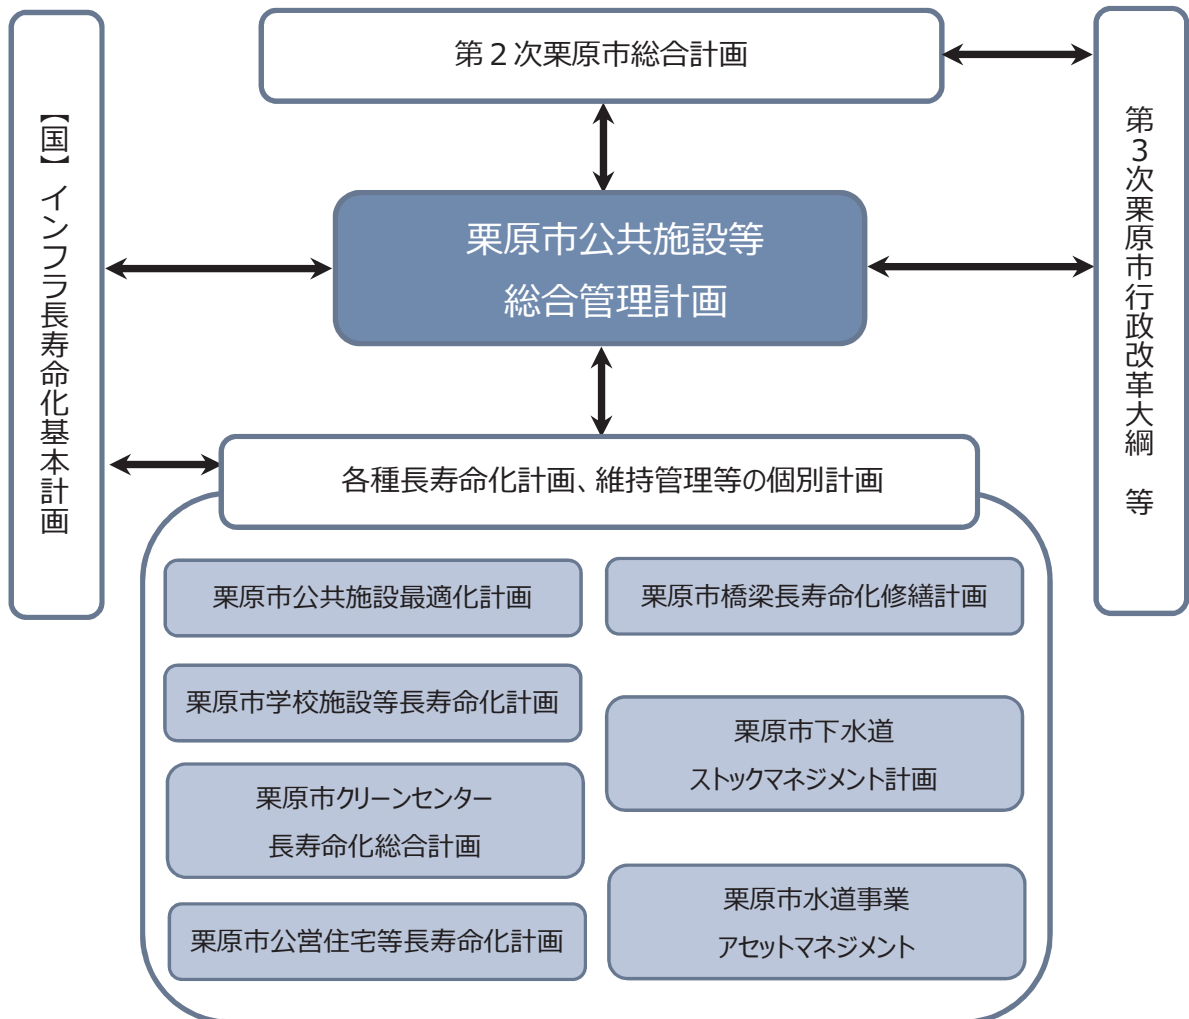 第２次栗原市総合計画
【国】インフラ長寿命化基本計画
栗原市公共施設等
総合管理計画
第３次栗原市行政改革大綱　等
各種長寿命化計画、維持管理等の個別計画
栗原市公共施設最適化計画
栗原市学校施設等長寿命化計画
栗原市クリーンセンター
長寿命化総合計画
栗原市公営住宅等長寿命化計画
栗原市橋梁長寿命化修繕計画
栗原市下水道
ストックマネジメント計画
栗原市水道事業
アセットマネジメント